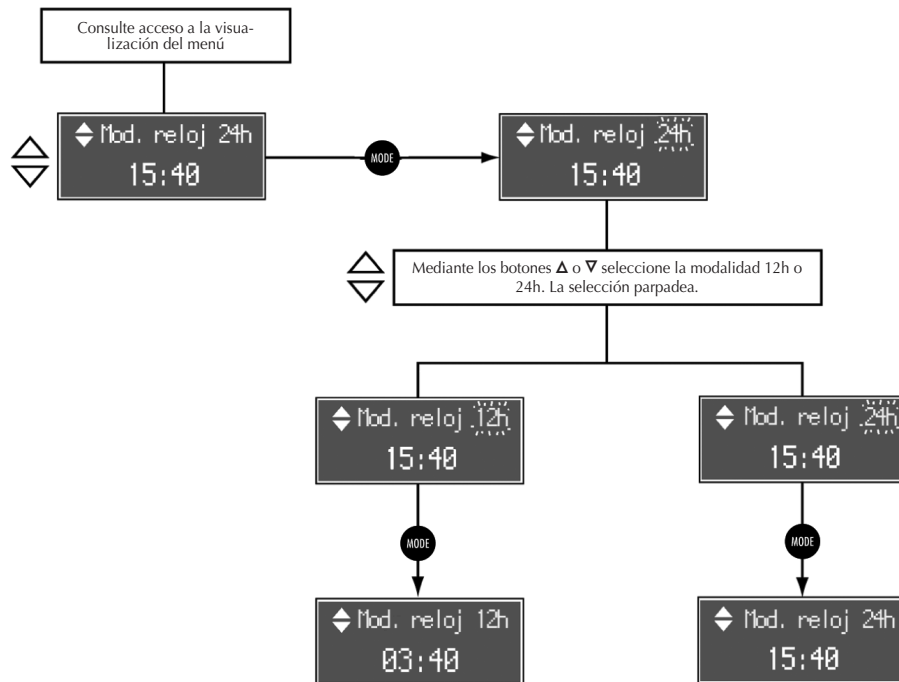 Consulte acceso a la visua-
lización del menú
Mod. reloj 24h
15:40
MODE
Mod. reloj 24h
15:40
Mediante los botones Δ o ∇ seleccione la modalidad 12h o
24h. La selección parpadea.
Mod. reloj 12h
15:40
Mod. reloj 24h
15:40
MODE
MODE
Mod. reloj 12h
03:40
Mod. reloj 24h
15:40